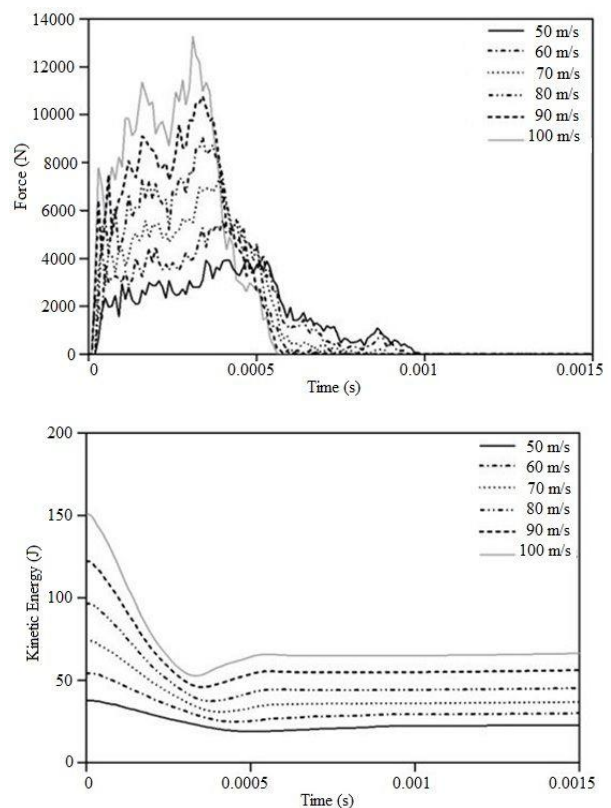 14000
12000
10000
8000
6000
4000
2000
0
Force (N)
50 m/s
60 m/s
70 m/s
80 m/s
90 m/s
100 m/s
0
0.0005
0.001
0.0015
Time (s)
200
150
100
50
0
Kinetic Energy (J)
50 m/s
60 m/s
70 m/s
80 m/s
90 m/s
100 m/s
0
0.0005
0.001
0.0015
Time (s)